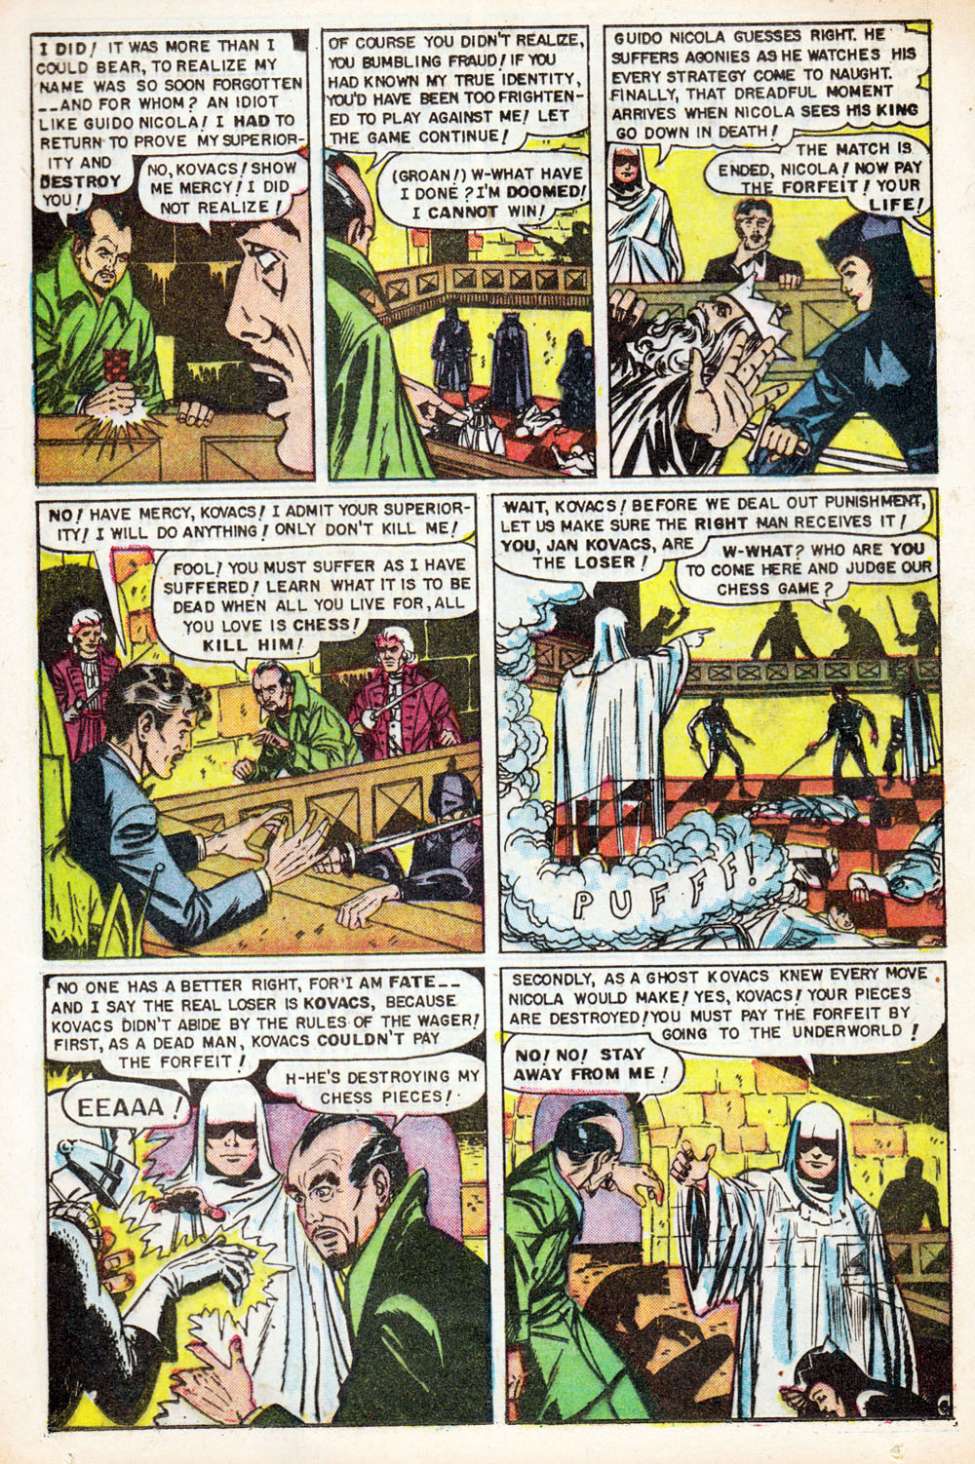 I DID! IT WAS MORE THAN I
COULD BEAR, TO REALIZE MY
NAME WAS SO SOON FORGOTTEN
--AND FOR WHOM? AN IDIOT
LIKE GUIDO NICOLA! I HAD TO
RETURN TO PROVE MY SUPERIOR-
ITY AND
DESTROY
YOU!
NO, KOVACS! SHOW
ME MERCY! I DID
NOT REALIZE!
OF COURSE YOU DIDN'T REALIZE,
YOU BUMBLING FRAUD! IF YOU
HAD KNOWN MY TRUE IDENTITY,
YOU'D HAVE BEEN TOO FRIGHTEN-
ED TO PLAY AGAINST ME! LET
THE GAME CONTINUE!
(GROAN!) W-WHAT HAVE
I DONE? I'M DOOMED!
I CANNOT WIN!
GUIDO NICOLA GUESSES RIGHT. HE
SUFFERS AGONIES AS HE WATCHES HIS
EVERY STRATEGY COME TO NAUGHT.
FINALLY, THAT DREADFUL MOMENT
ARRIVES WHEN NICOLA SEES HIS KING
GO DOWN IN DEATH!
THE MATCH IS
ENDED, NICOLA! NOW PAY
THE FORFEIT! YOUR
LIFE!
NO! HAVE MERCY, KOVACS! I ADMIT YOUR SUPERIOR-
ITY! I WILL DO ANYTHING! ONLY DON'T KILL ME!
FOOL! YOU MUST SUFFER AS I HAVE
SUFFERED! LEARN WHAT IT IS TO BE
DEAD WHEN ALL YOU LIVE FOR, ALL
YOU LOVE IS CHESS!
KILL HIM!
WAIT, KOVACS! BEFORE WE DEAL OUT PUNISHMENT,
LET US MAKE SURE THE RIGHT MAN RECEIVES IT!
YOU, JAN KOVACS, ARE
THE LOSER!
W-WHAT? WHO ARE YOU
TO COME HERE AND JUDGE OUR
CHESS GAME?
PUFFF!
NO ONE HAS A BETTER RIGHT, FOR I AM FATE--
AND I SAY THE REAL LOSER IS KOVACS, BECAUSE
KOVACS DIDN'T ABIDE BY THE RULES OF THE WAGER!
FIRST, AS A DEAD MAN, KOVACS COULDN'T PAY
THE FORFEIT!
EEAAA!
H-HE'S DESTROYING MY
CHESS PIECES!
SECONDLY, AS A GHOST KOVACS KNEW EVERY MOVE
NICOLA WOULD MAKE! YES, KOVACS! YOUR PIECES
ARE DESTROYED! YOU MUST PAY THE FORFEIT BY
GOING TO THE UNDERWORLD!
NO! NO! STAY
AWAY FROM ME!
4